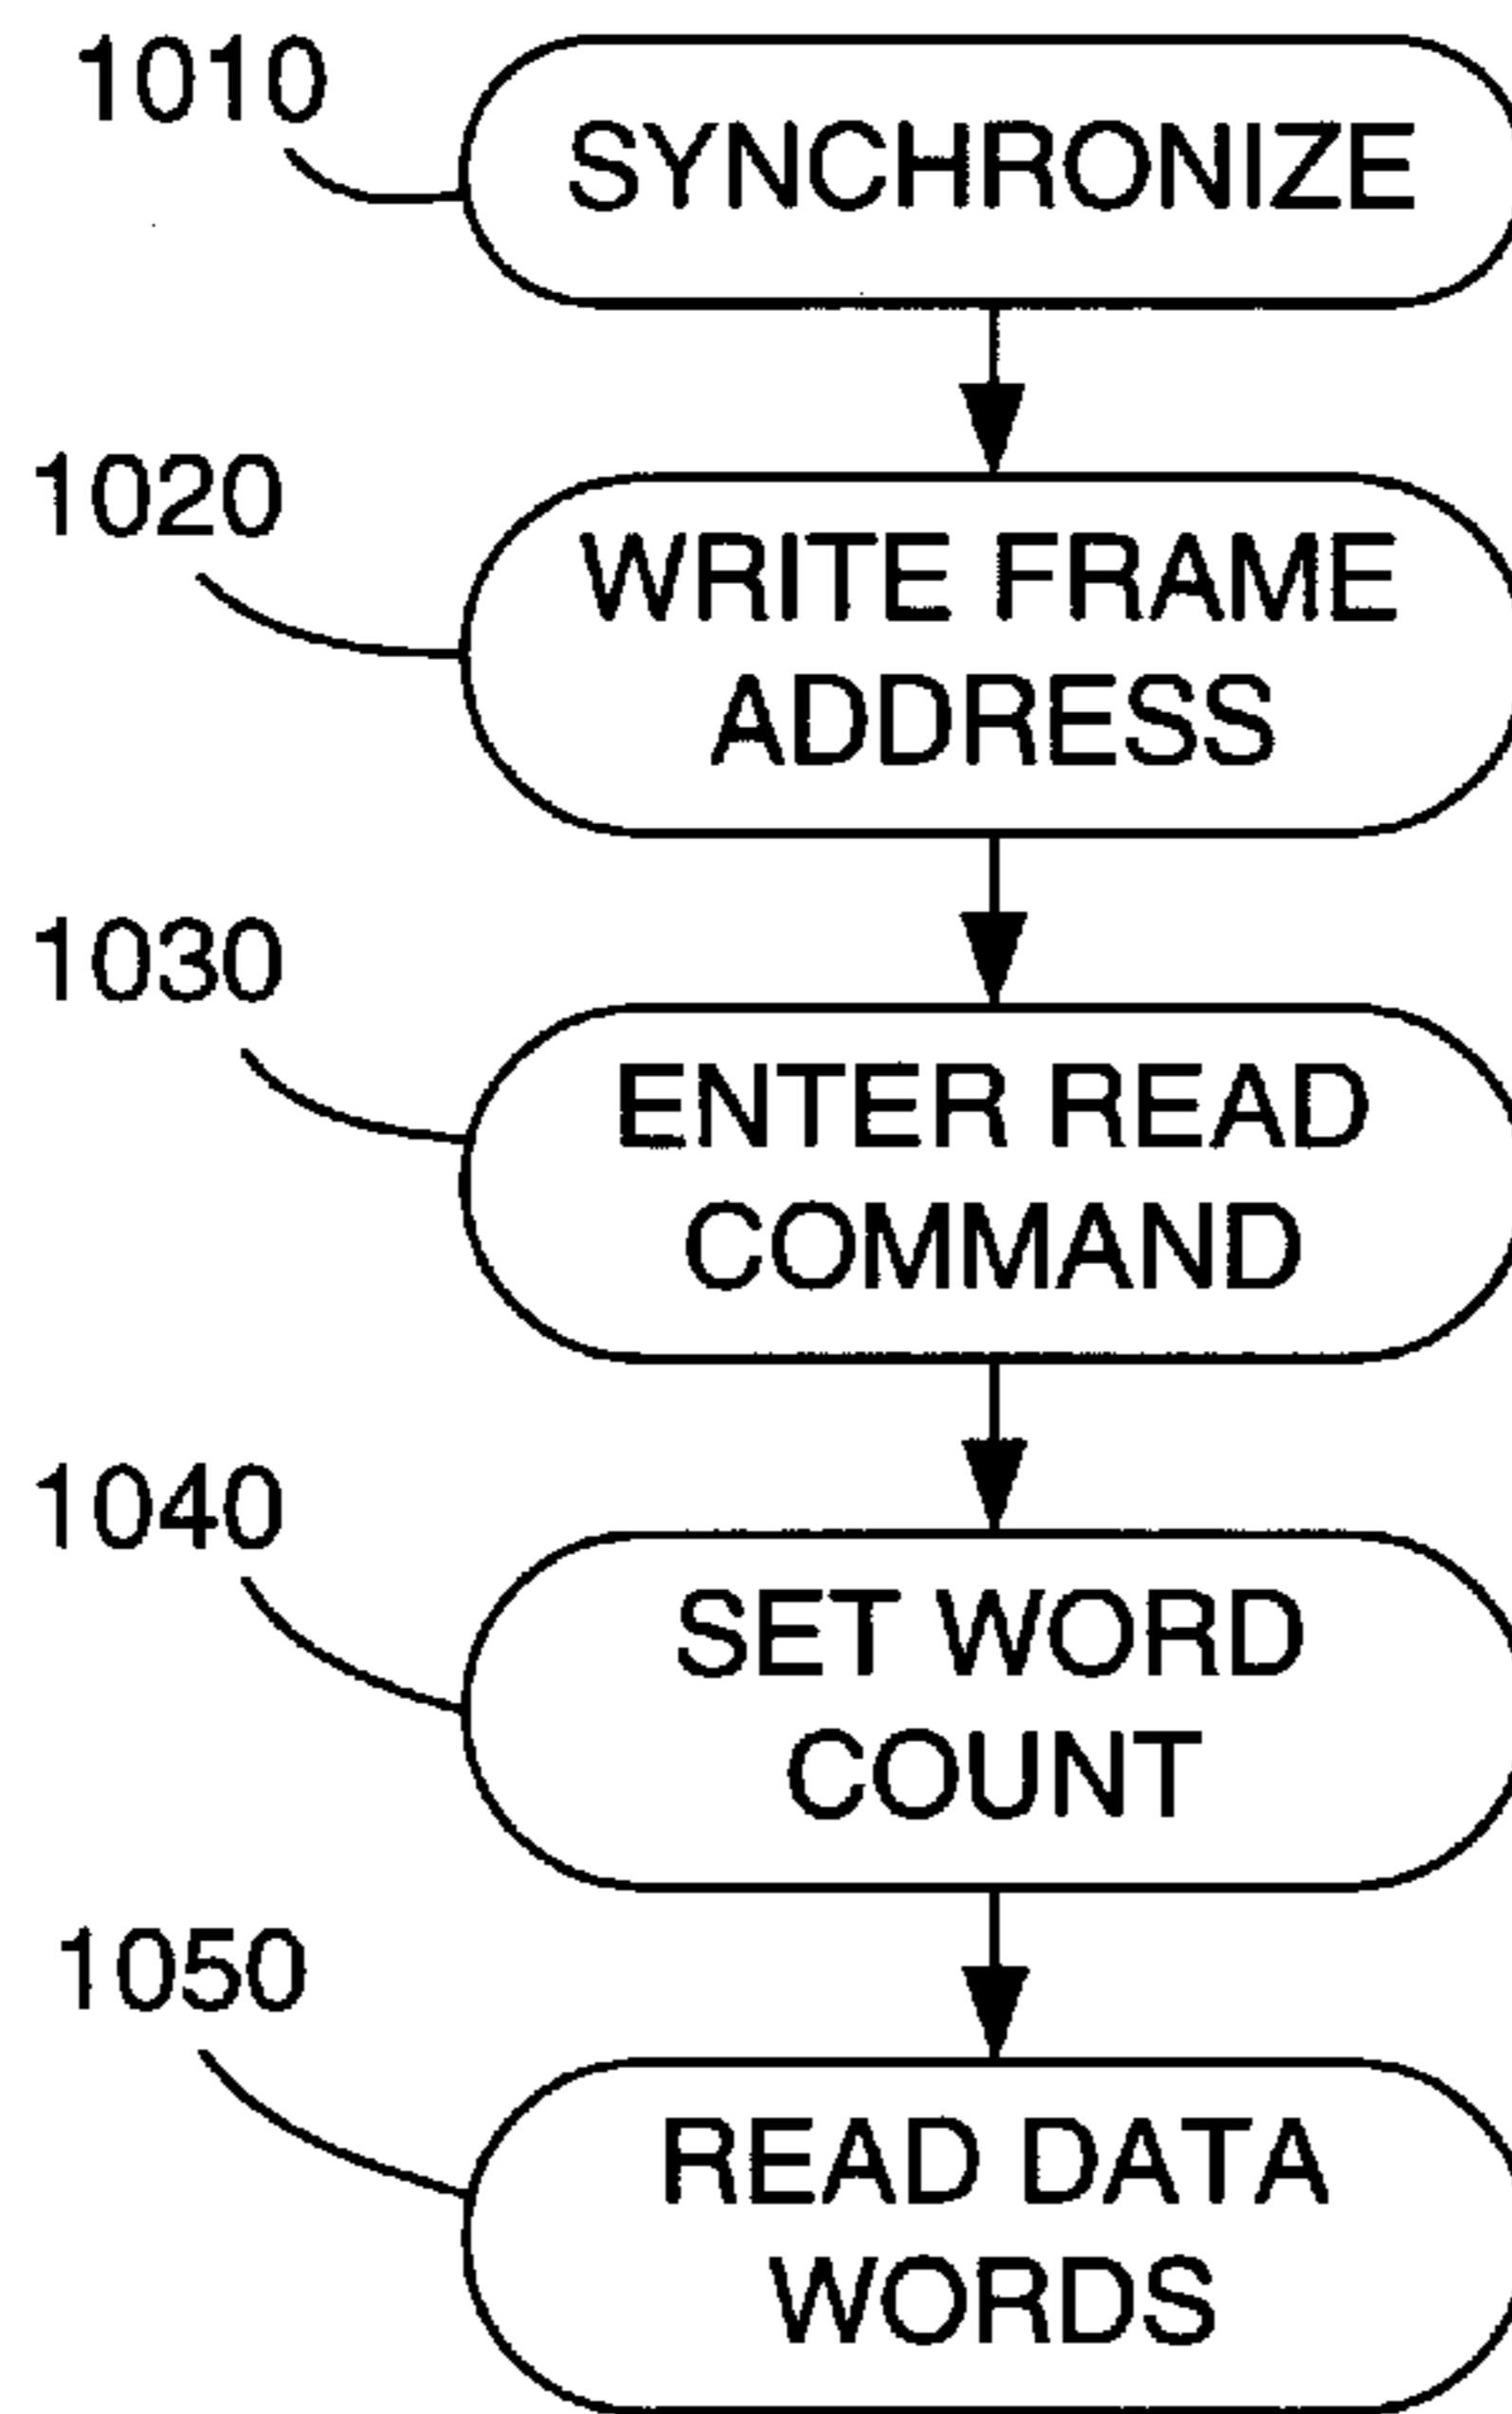 1010
SYNCHRONIZE
1020
WRITE FRAME
ADDRESS
1030
ENTER READ
COMMAND
1040
SET WORD
COUNT
1050
READ DATA
WORDS